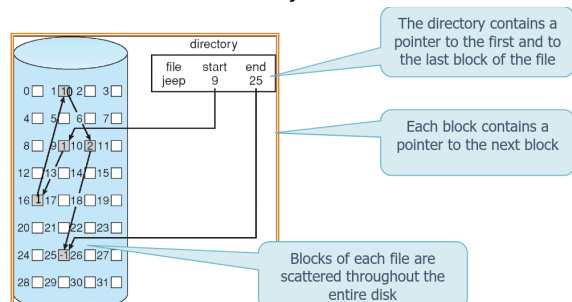 directory
file start end
jeep 9 25
0 1 10 2 3
4 5 6 7
8 9 1 10 2 11
12 13 14 15
16 1 17 18 19
20 21 22 23
24 25 -1 26 27
28 29 30 31
The directory contains a
pointer to the first and to
the last block of the file
Each block contains a
pointer to the next block
Blocks of each file are
scattered throughout the
entire disk